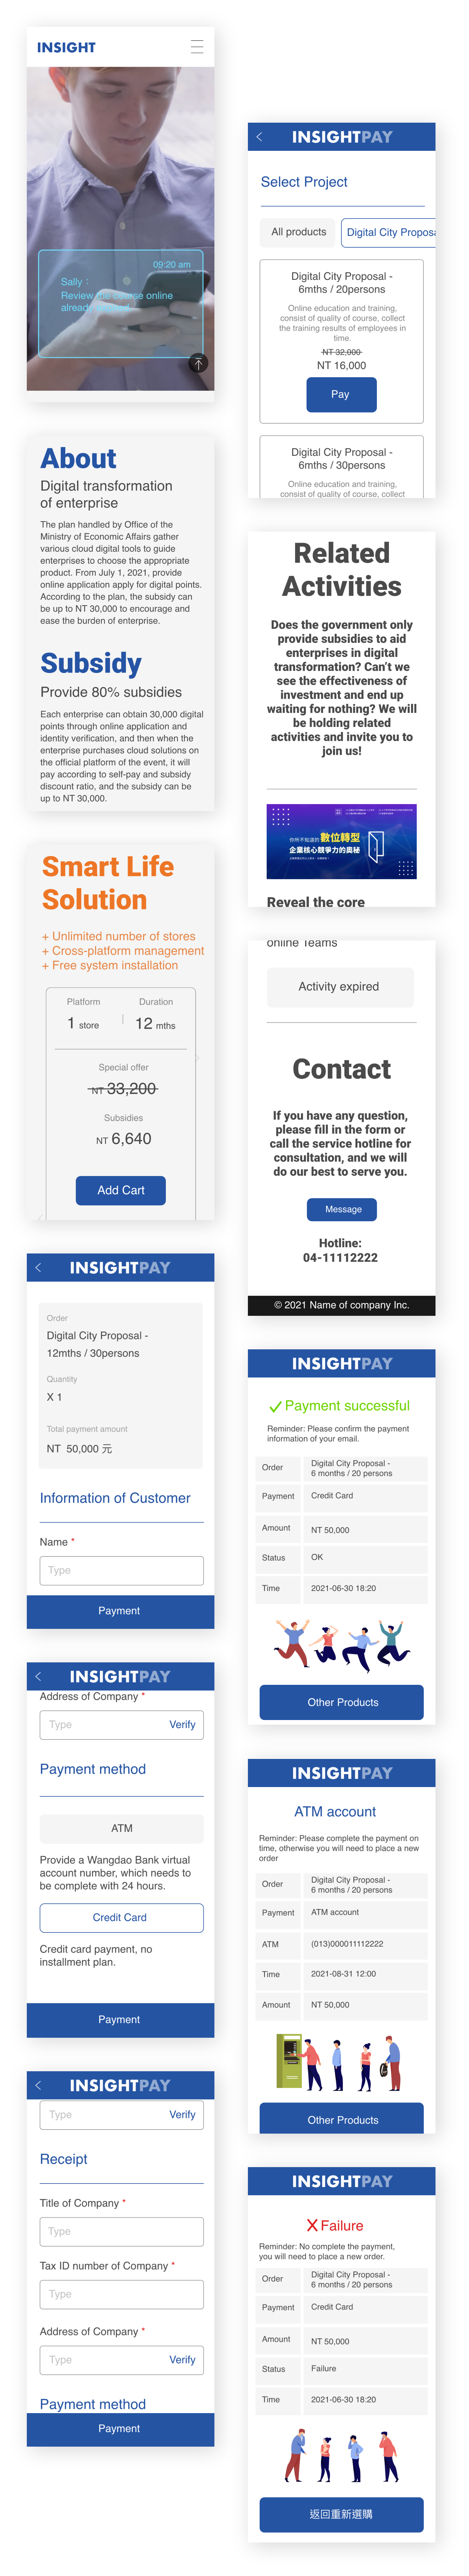 INSIGHT
09:20 am
Sally :
Review the course online
INSIGHTPAY
Select Project
All products
Digital City Proposa
Digital City Proposal -
6mths / 20persons
Online education and training,
consist of quality of course, collect
the training results of employees in
time.
NT 32,000
NT 16,000
Pay
Digital City Proposal -
6mths / 30persons
Online education and training,
consist of quality of course, collect
About
Digital transformation
of enterprise
The plan handled by Office of the
Ministry of Economic Affairs gather
various cloud digital tools to guide
enterprises to choose the appropriate
product. From July 1, 2021, provide
online application apply for digital points.
According to the plan, the subsidy can
be up to NT 30,000 to encourage and
ease the burden of enterprise.
Subsidy
Provide 80% subsidies
Each enterprise can obtain 30,000 digital
points through online application and
identity verification, and then when the
enterprise purchases cloud solutions on
the official platform of the event, it will
pay according to self-pay and subsidy
discount ratio, and the subsidy can be
up to NT 30,000.
Related
Activities
Does the government only
provide subsidies to aid
enterprises in digital
transformation? Can't we
see the effectiveness of
investment and end up
waiting for nothing? We will
be holding related
activities and invite you to
join us!
你所不知道的 數位轉型
企業核心競爭力的奧秘
Reveal the core
Smart Life
Solution
+ Unlimited number of stores
+ Cross-platform management
+ Free system installation
Platform
Duration
1 store
12 mths
Special offer
NT 33,200
Subsidies
NT 6,640
Add Cart
online Teams
Activity expired
Contact
If you have any question,
please fill in the form or
call the service hotline for
consultation, and we will
do our best to serve you.
Message
Hotline:
04-11112222
© 2021 Name of company Inc.
INSIGHTPAY
Order
Digital City Proposal -
12mths / 30persons
Quantity
X 1
Total payment amount
NT 50,000 元
Information of Customer
Name *
Type
Payment
INSIGHTPAY
Payment successful
Reminder: Please confirm the payment
information of your email.
Order
Digital City Proposal -
6 months / 20 persons
Payment
Credit Card
Amount
NT 50,000
Status
OK
Time
2021-06-30 18:20
Other Products
INSIGHTPAY
Address of Company *
Type
Verify
Payment method
ATM
Provide a Wangdao Bank virtual
account number, which needs to
be complete with 24 hours.
Credit Card
Credit card payment, no
installment plan.
Payment
INSIGHTPAY
ATM account
Reminder: Please complete the payment on
time, otherwise you will need to place a new
order
Order
Digital City Proposal -
6 months / 20 persons
Payment
ATM account
ATM
(013)000011112222
Time
2021-08-31 12:00
Amount
NT 50,000
Other Products
INSIGHTPAY
Type
Verify
Receipt
Title of Company *
Type
Tax ID number of Company *
Type
Address of Company *
Type
Verify
Payment method
Payment
INSIGHTPAY
Failure
Reminder: No complete the payment,
you will need to place a new order.
Order
Digital City Proposal -
6 months / 20 persons
Payment
Credit Card
Amount
NT 50,000
Status
Failure
Time
2021-06-30 18:20
返回重新選購